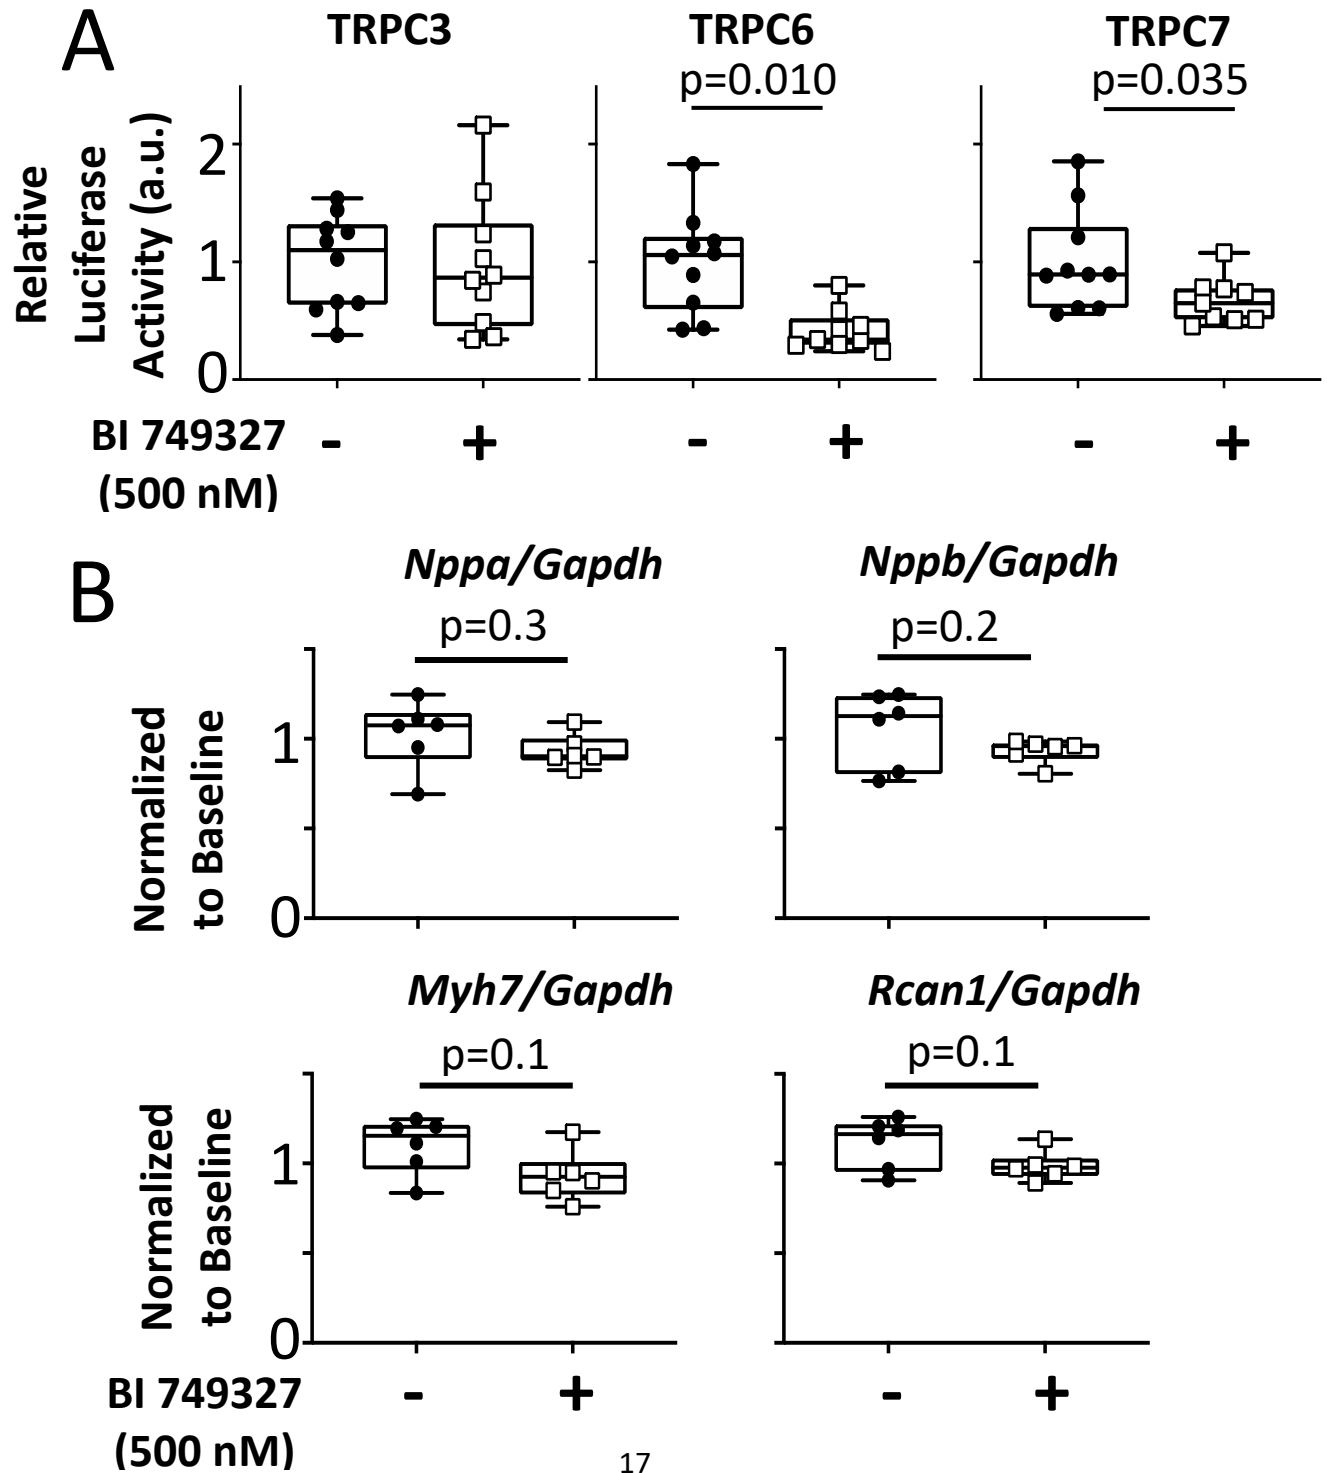 A
TRPC3
TRPC6
TRPC7
p=0.010
p=0.035
Relative
Luciferase
Activity (a.u.)
2
1
0
BI 749327
(500 nM)
- + - + - +
B
Nppa/Gapdh
Nppb/Gapdh
p=0.3
p=0.2
Normalized
to Baseline
1
0
Myh7/Gapdh
Rcan1/Gapdh
p=0.1
p=0.1
Normalized
to Baseline
1
0
BI 749327
(500 nM)
- + - +
17